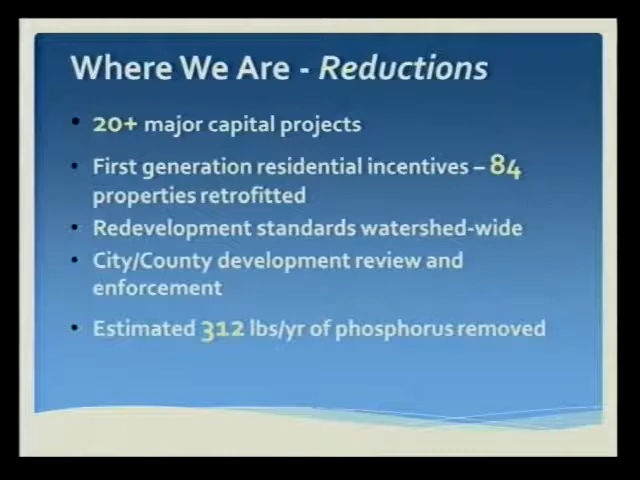 Where We Are - Reductions
• 20+ major capital projects
• First generation residential incentives – 84
properties retrofitted
• Redevelopment standards watershed-wide
• City/County development review and
enforcement
• Estimated 312 lbs/yr of phosphorus removed